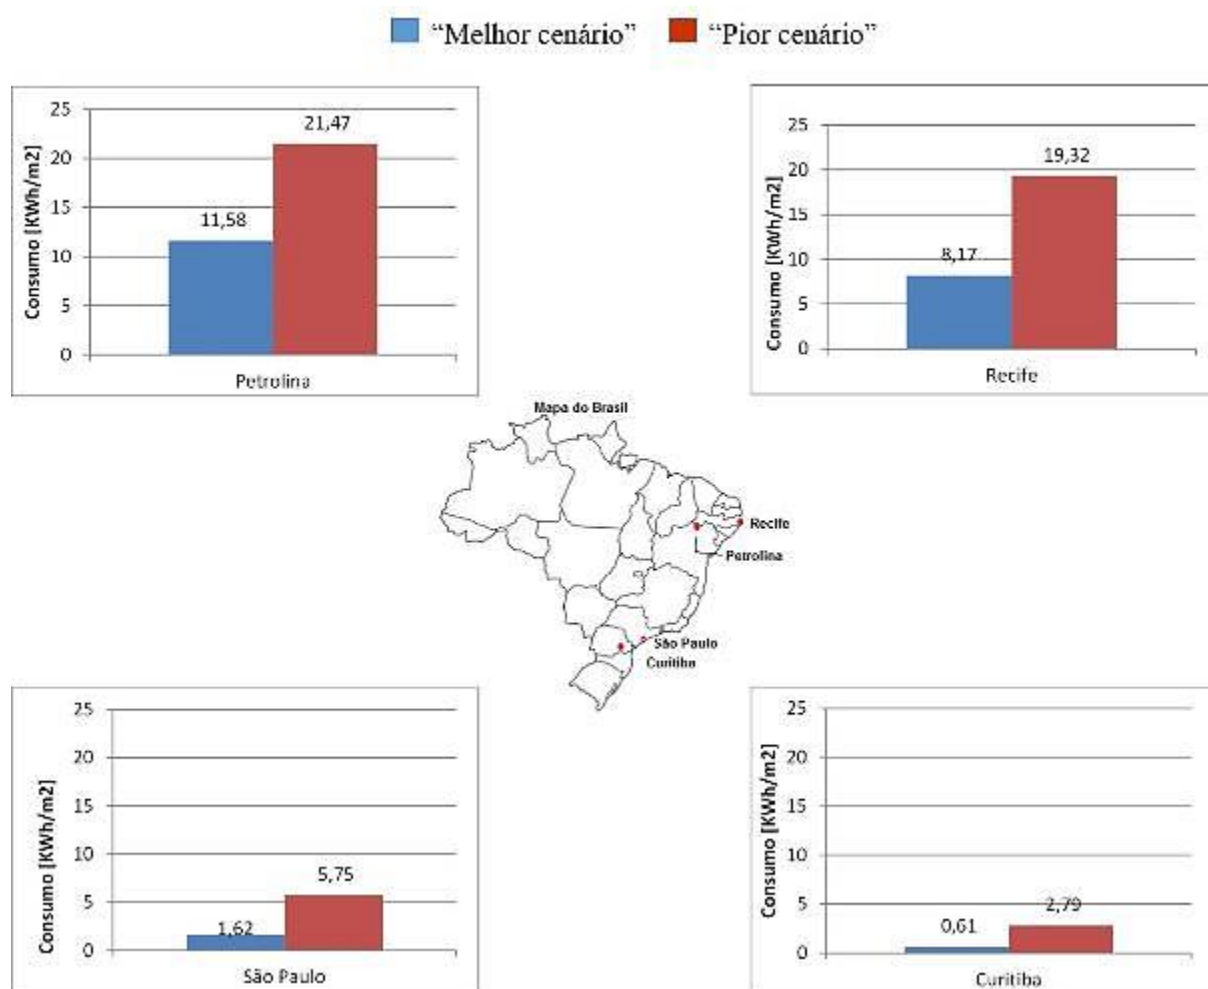 “Melhor cenário” “Pior cenário”
Consumo [KWh/m2]
25
20
15
10
5
0
21,47
11,58
Petrolina
Consumo [KWh/m2]
25
20
15
10
5
0
19,32
8,17
Recife
Mapa do Brasil
Recife
Petrolina
São Paulo
Curitiba
Consumo [KWh/m2]
25
20
15
10
5
0
5,75
1,62
São Paulo
Consumo [KWh/m2]
25
20
15
10
5
0
2,79
0,61
Curitiba